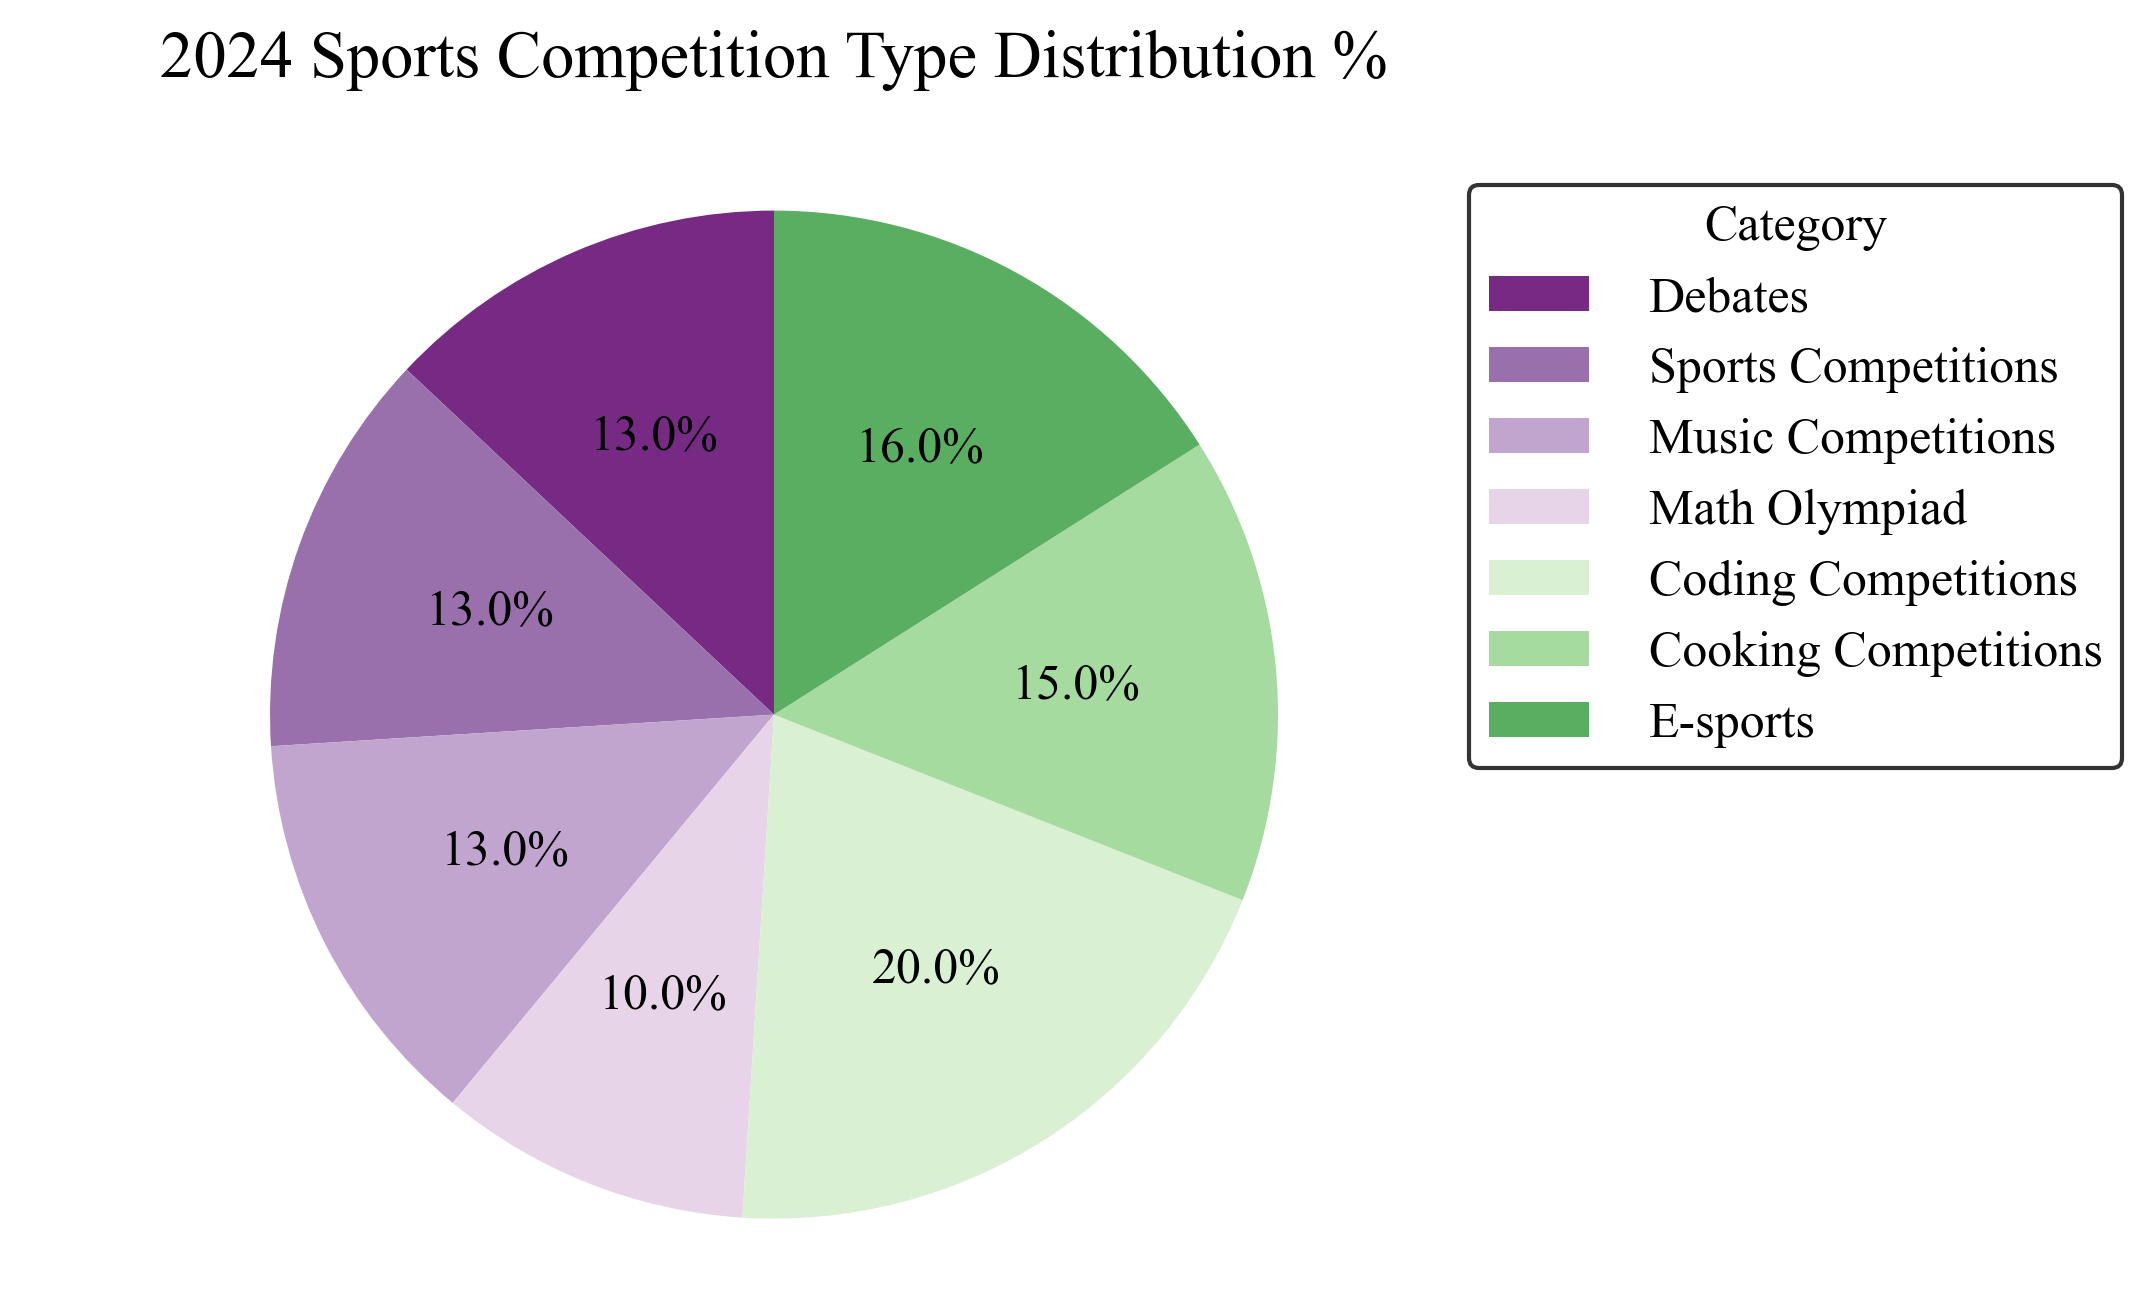 2024 Sports Competition Type Distribution %
Category
Debates
Sports Competitions
Music Competitions
Math Olympiad
Coding Competitions
Cooking Competitions
E-sports
13.0%
16.0%
13.0%
15.0%
13.0%
20.0%
10.0%